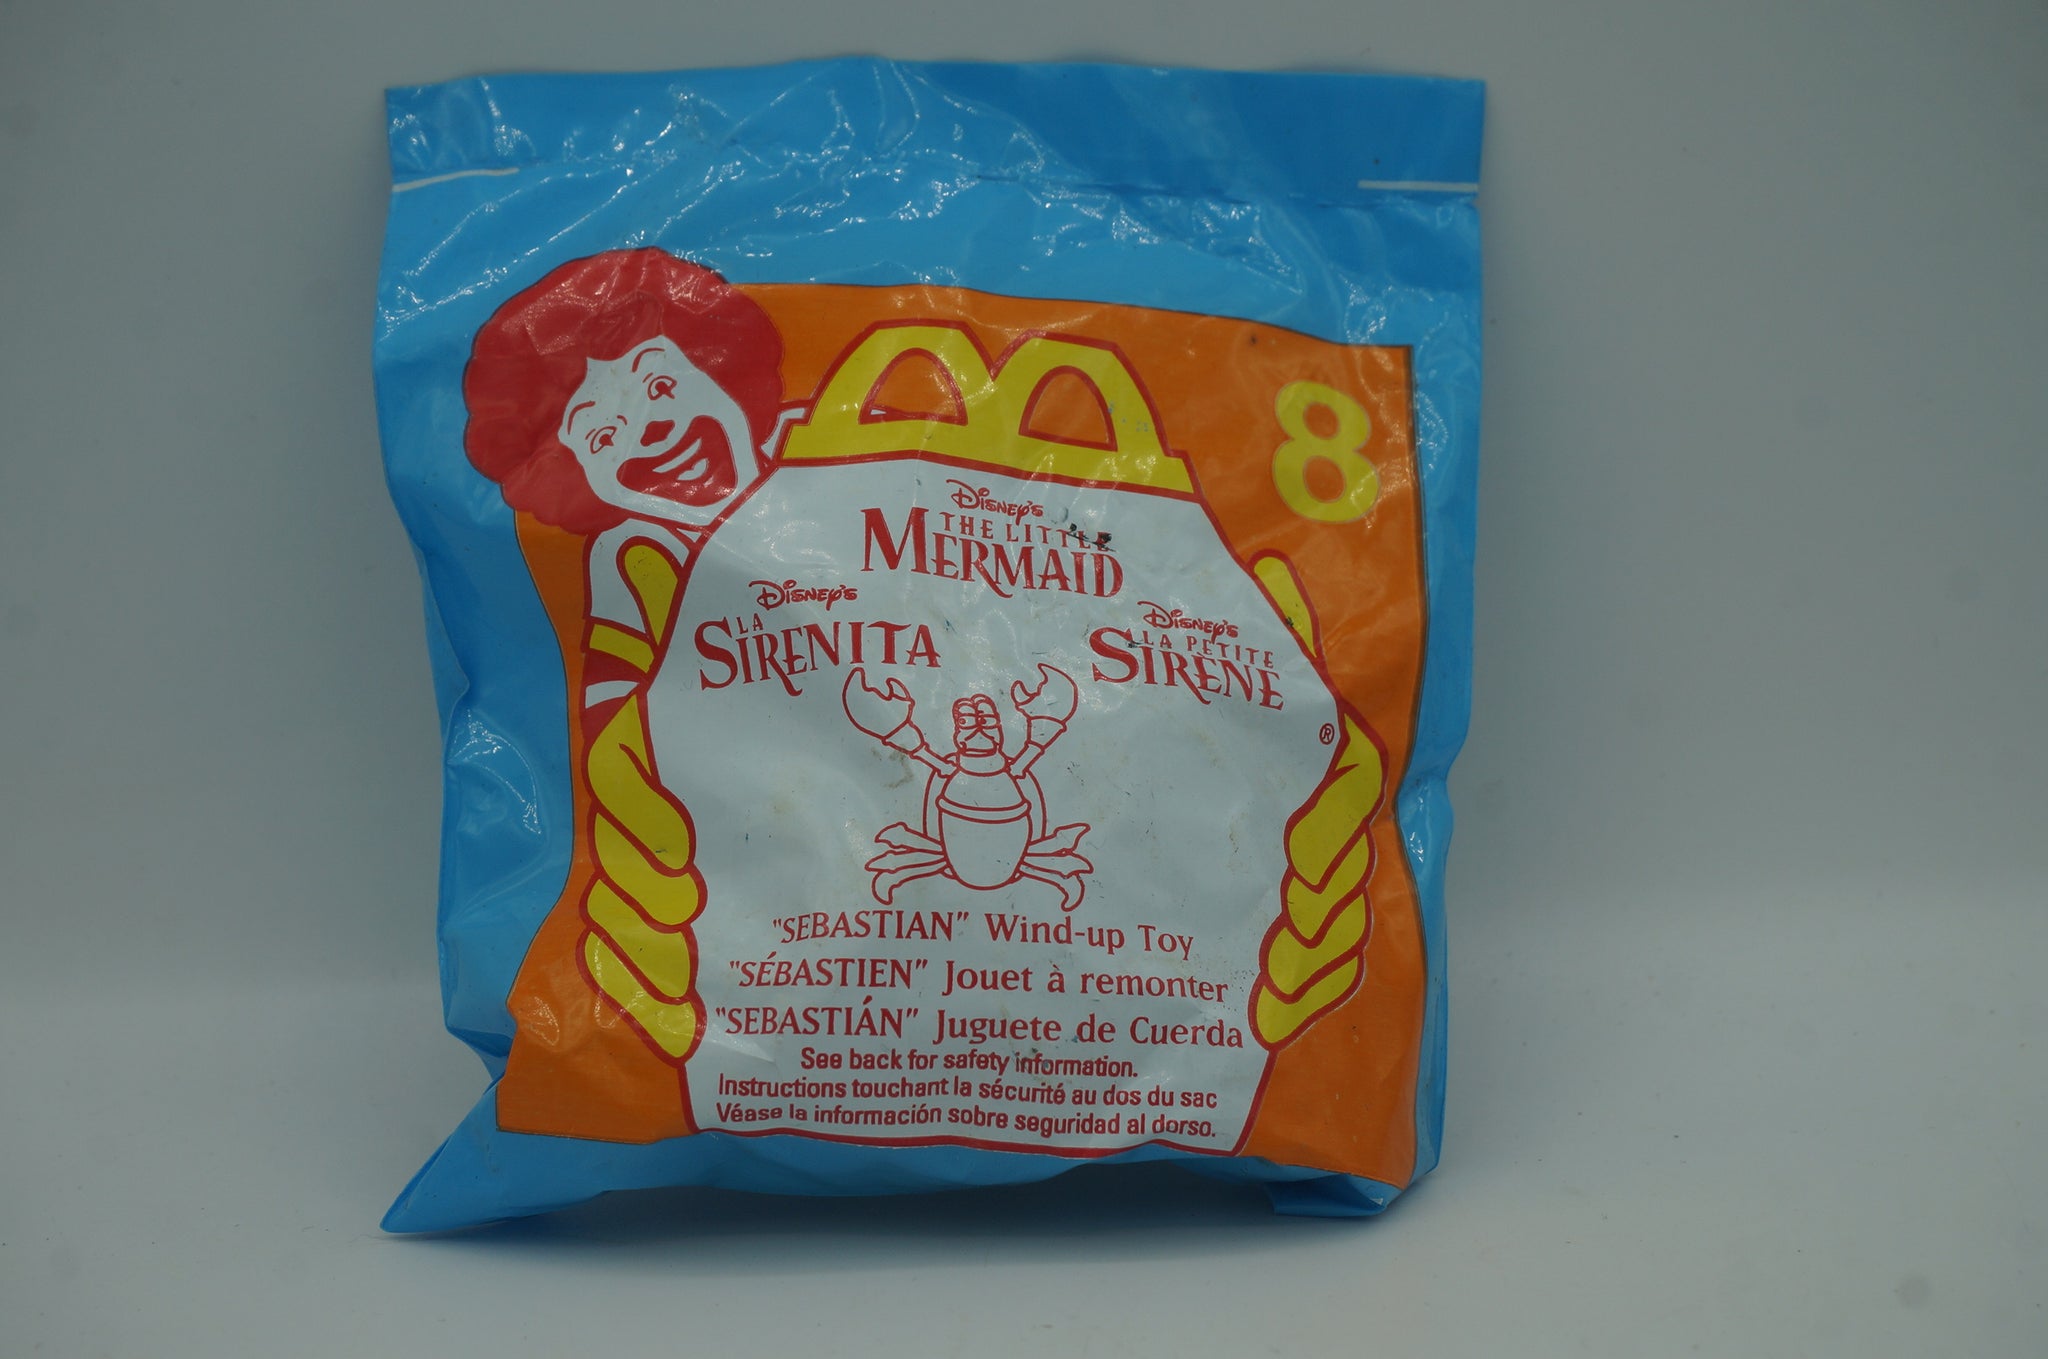 8
Disney's
THE LITTLE
MERMAID
Disney's
LA
SIRENITA
Disney's
LA PETITE
SIRÈNE
®
"SEBASTIAN" Wind-up Toy
"SÉBASTIEN" Jouet à remonter
"SEBASTIÁN" Juguete de Cuerda
See back for safety information.
Instructions touchant la sécurité au dos du sac
Véase la información sobre seguridad al dorso.